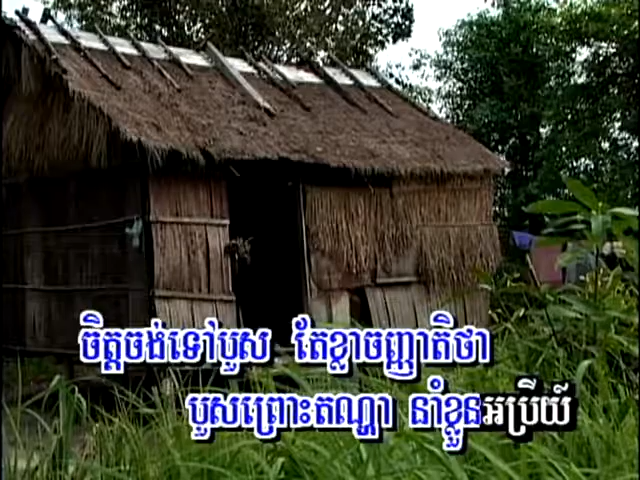 ចិត្តចង់ទៅបួស តែខ្លាចញ្ញាតិថា
បួសព្រោះតណ្ហា នាំខ្លួនអប្រីយ៍